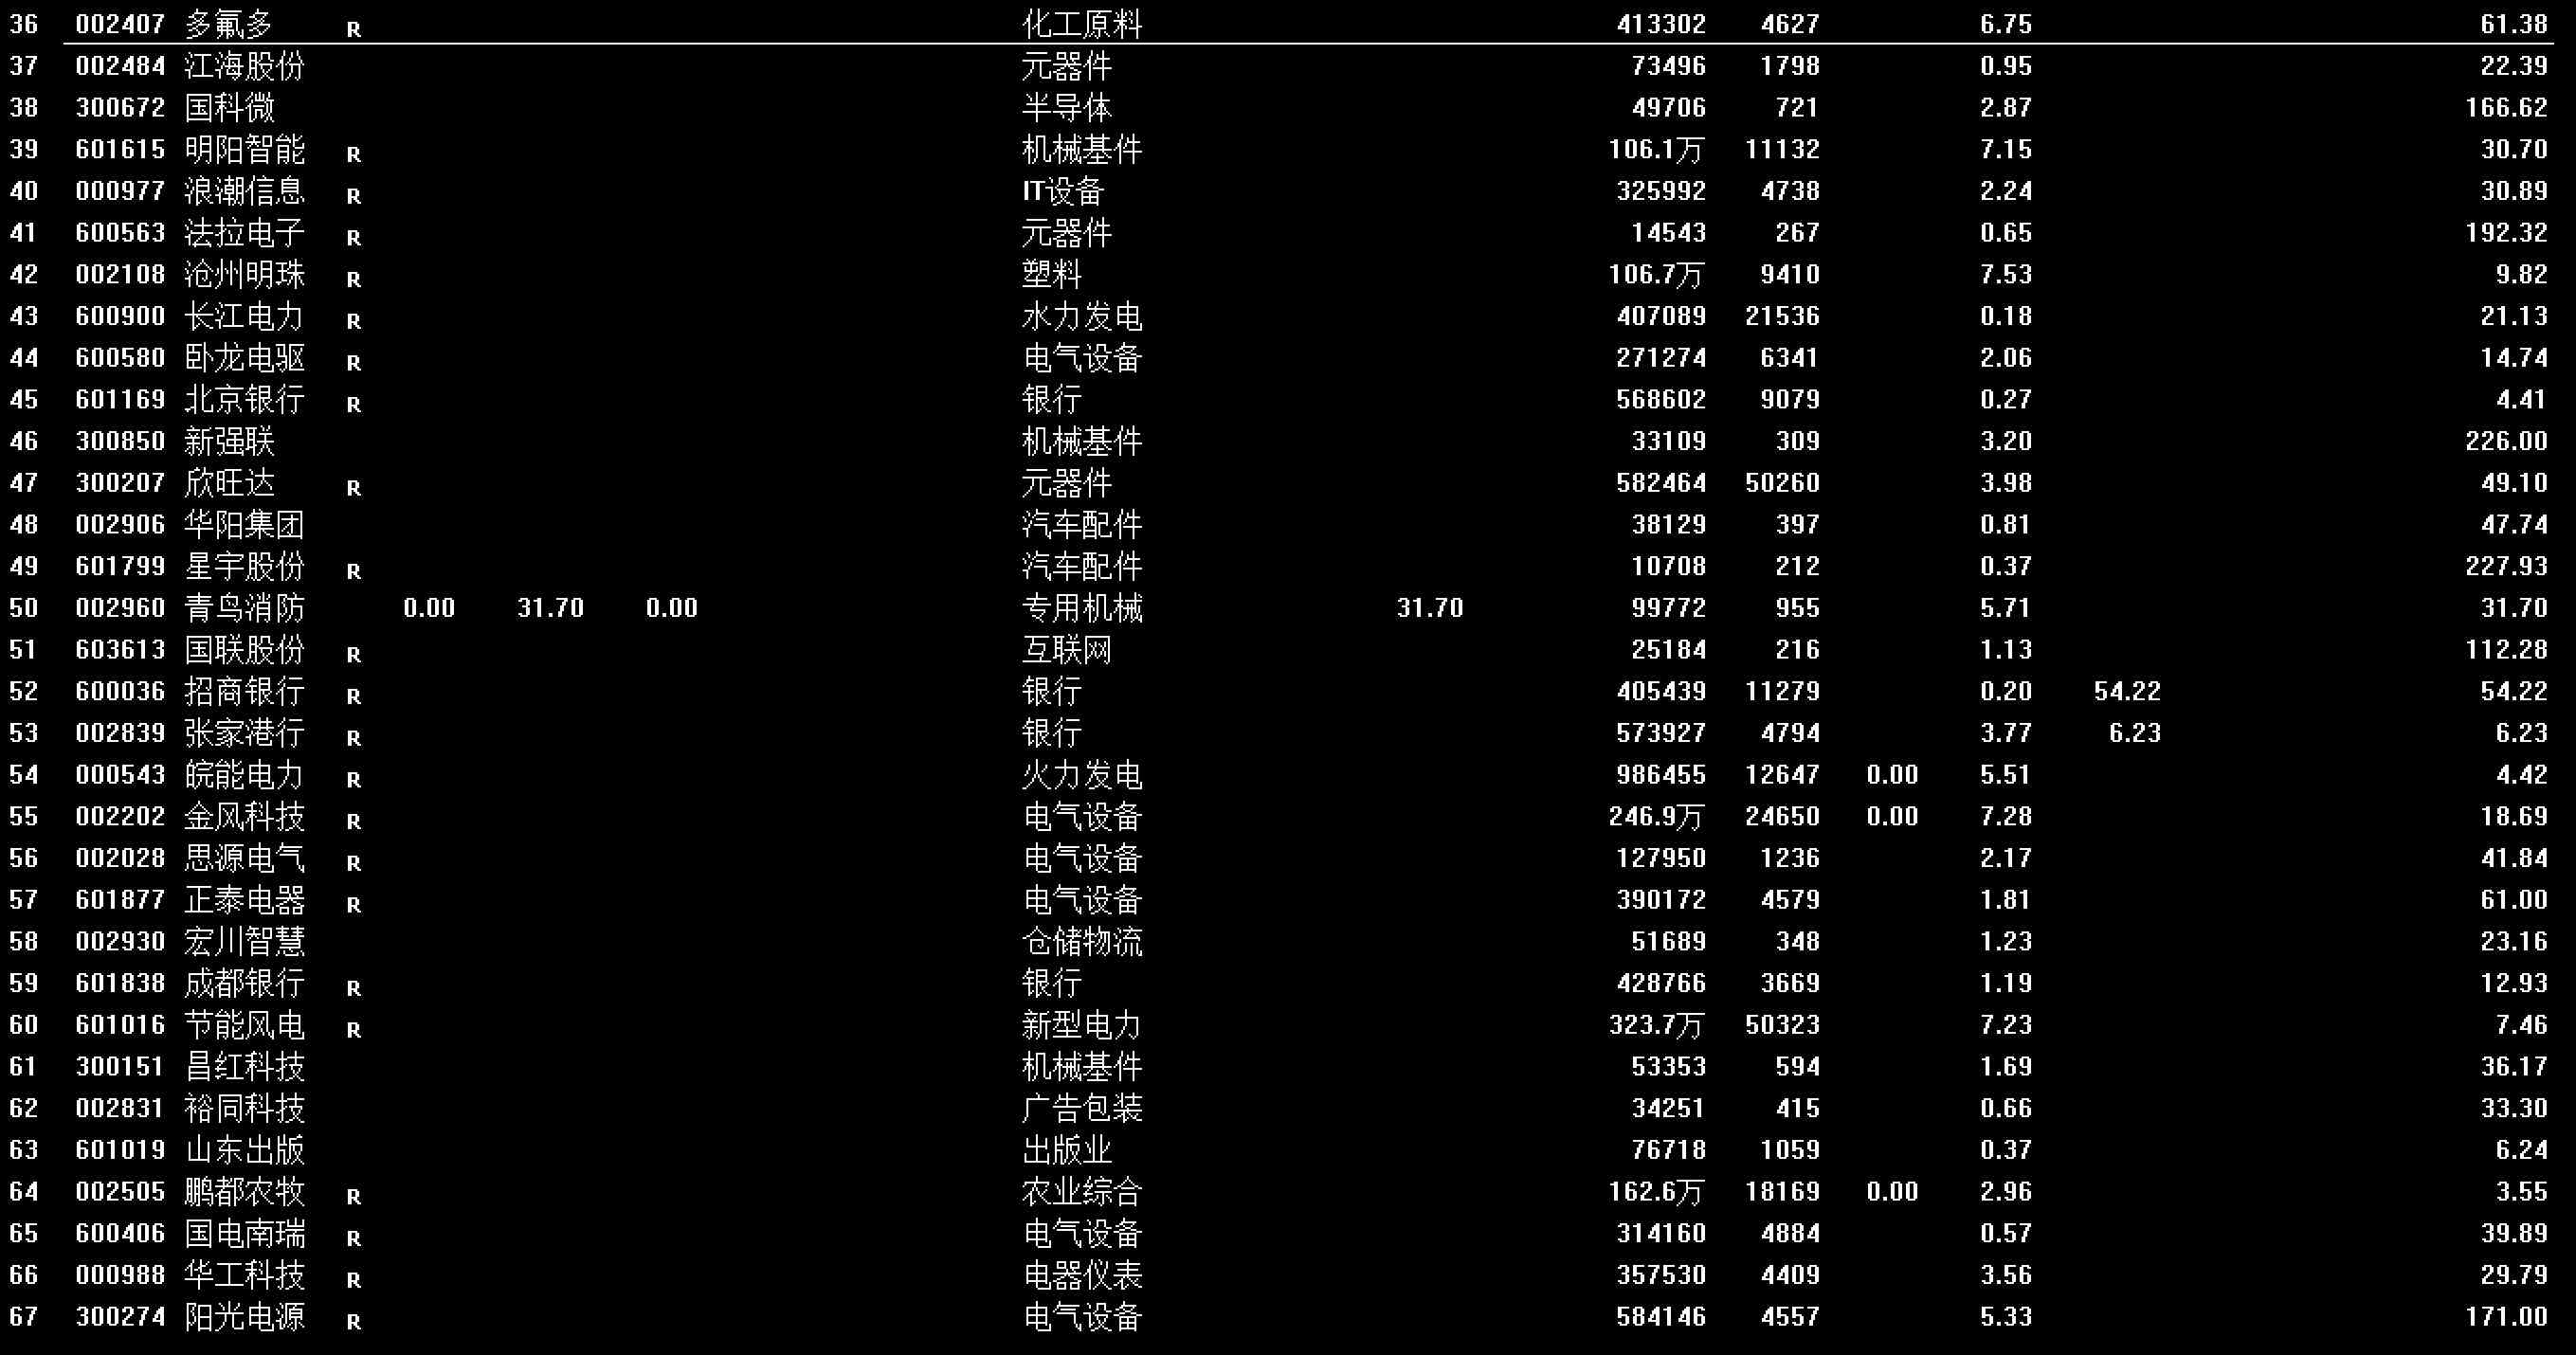 36 002407 多氟多 R 化工原料 413302 4627 6.75 61.38
37 002484 江海股份 元器件 73496 1798 0.95 22.39
38 300672 国科微 半导体 49706 721 2.87 166.62
39 601615 明阳智能 R 机械基件 106.1万 11132 7.15 30.70
40 000977 浪潮信息 R IT设备 325992 4738 2.24 30.89
41 600563 法拉电子 R 元器件 14543 267 0.65 192.32
42 002108 沧州明珠 R 塑料 106.7万 9410 7.53 9.82
43 600900 长江电力 R 水力发电 407089 21536 0.18 21.13
44 600580 卧龙电驱 R 电气设备 271274 6341 2.06 14.74
45 601169 北京银行 R 银行 568602 9079 0.27 4.41
46 300850 新强联 机械基件 33109 309 3.20 226.00
47 300207 欣旺达 R 元器件 582464 50260 3.98 49.10
48 002906 华阳集团 汽车配件 38129 397 0.81 47.74
49 601799 星宇股份 R 汽车配件 10708 212 0.37 227.93
50 002960 青鸟消防 0.00 31.70 0.00 专用机械 31.70 99772 955 5.71 31.70
51 603613 国联股份 R 互联网 25184 216 1.13 112.28
52 600036 招商银行 R 银行 405439 11279 0.20 54.22 54.22
53 002839 张家港行 R 银行 573927 4794 3.77 6.23 6.23
54 000543 皖能电力 R 火力发电 986455 12647 0.00 5.51 4.42
55 002202 金风科技 R 电气设备 246.9万 24650 0.00 7.28 18.69
56 002028 思源电气 R 电气设备 127950 1236 2.17 41.84
57 601877 正泰电器 R 电气设备 390172 4579 1.81 61.00
58 002930 宏川智慧 仓储物流 51689 348 1.23 23.16
59 601838 成都银行 R 银行 428766 3669 1.19 12.93
60 601016 节能风电 R 新型电力 323.7万 50323 7.23 7.46
61 300151 昌红科技 机械基件 53353 594 1.69 36.17
62 002831 裕同科技 广告包装 34251 415 0.66 33.30
63 601019 山东出版 出版业 76718 1059 0.37 6.24
64 002505 鹏都农牧 R 农业综合 162.6万 18169 0.00 2.96 3.55
65 600406 国电南瑞 R 电气设备 314160 4884 0.57 39.89
66 000988 华工科技 R 电器仪表 357530 4409 3.56 29.79
67 300274 阳光电源 R 电气设备 584146 4557 5.33 171.00